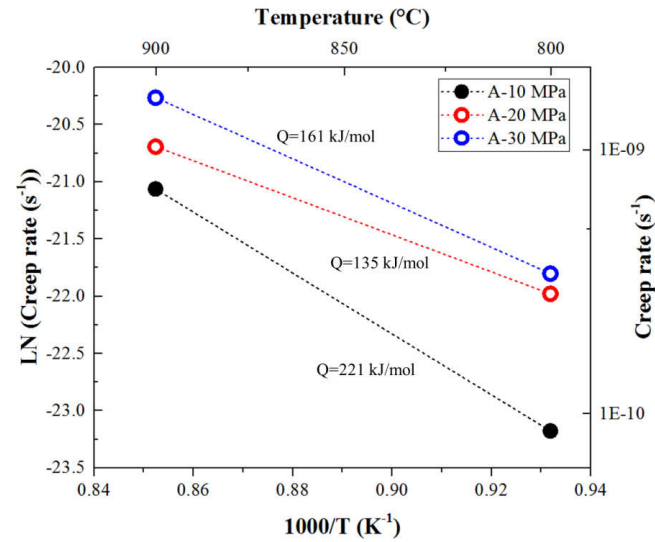 Temperature (°C)
900 850 800
-20.0
-20.5
-21.0
-21.5
-22.0
-22.5
-23.0
-23.5
LN (Creep rate (s⁻¹))
A-10 MPa
A-20 MPa
A-30 MPa
Q=161 kJ/mol
Q=135 kJ/mol
Q=221 kJ/mol
1E-09
1E-10
Creep rate (s⁻¹)
0.84 0.86 0.88 0.90 0.92 0.94
1000/T (K⁻¹)